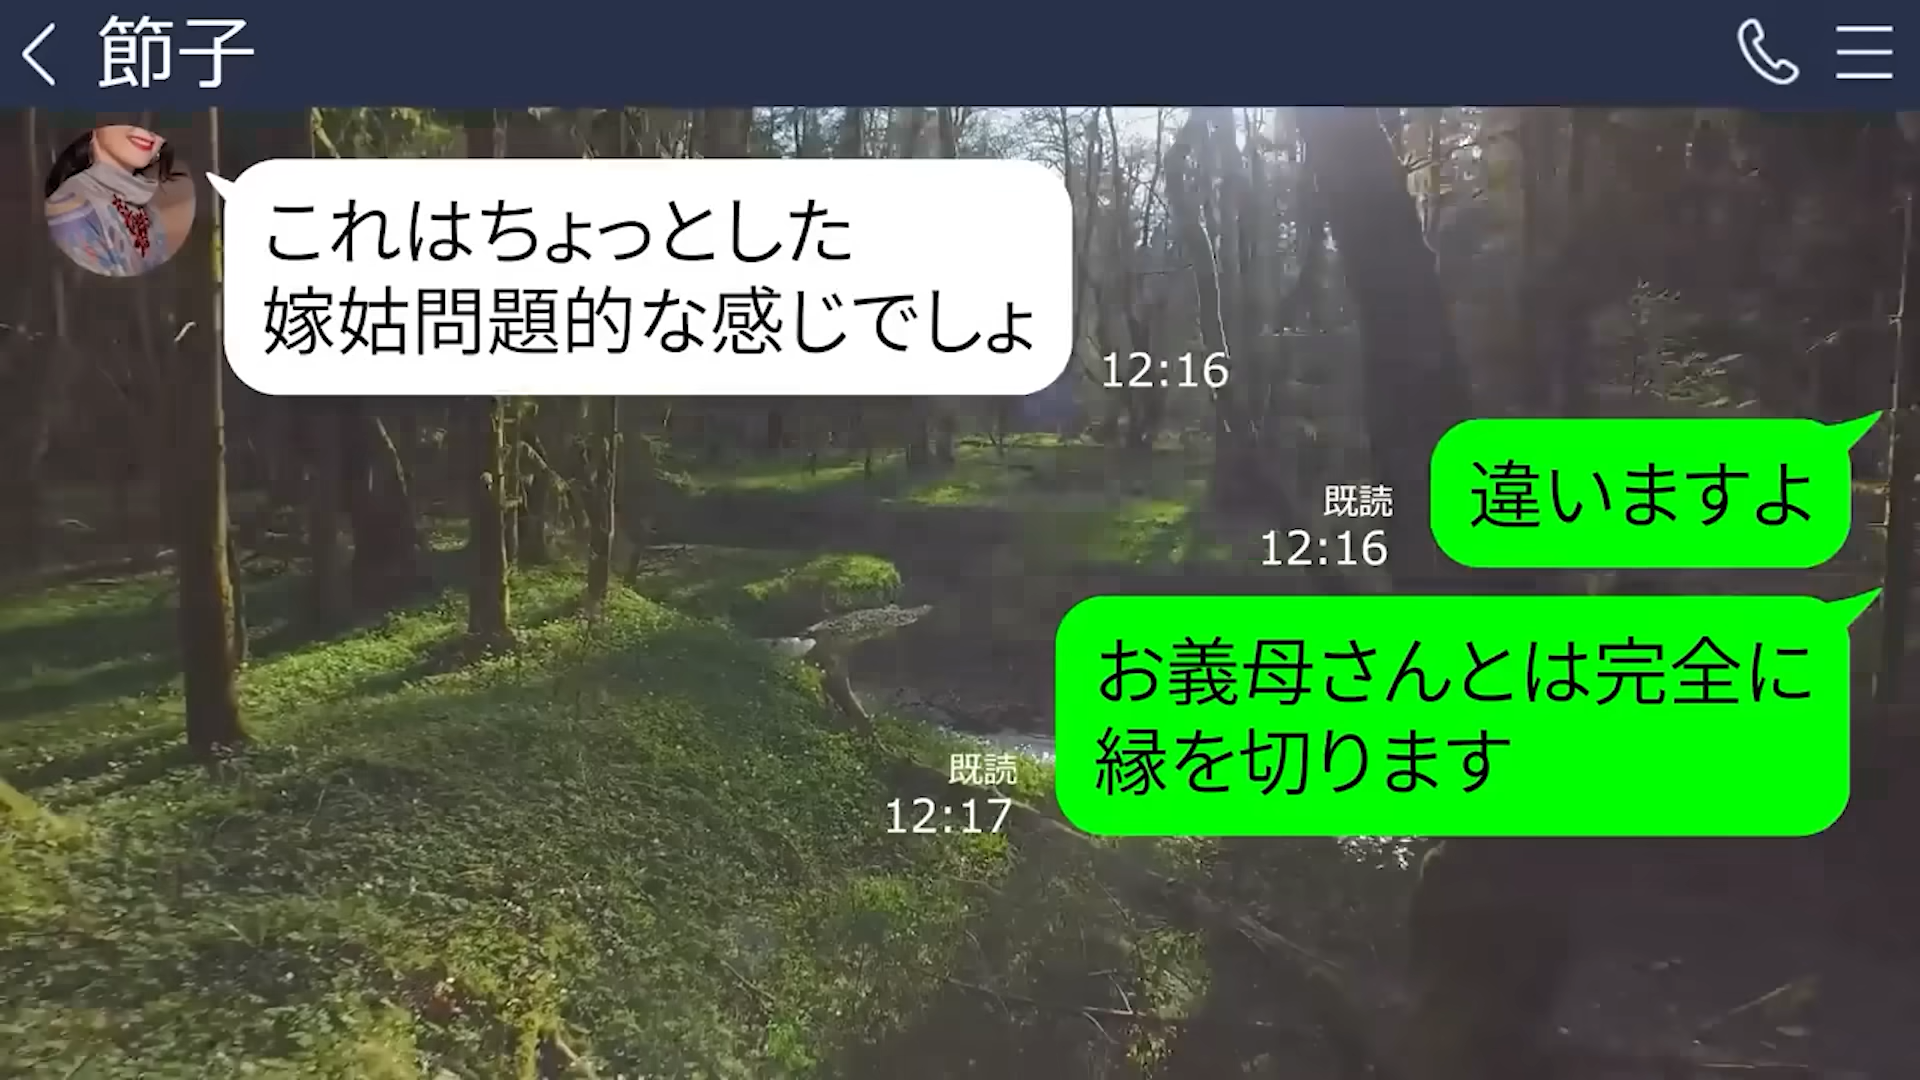 節子
これはちょっとした
嫁姑問題的な感じでしょ
12:16
違いますよ
既読
12:16
お義母さんとは完全に
縁を切ります
既読
12:17